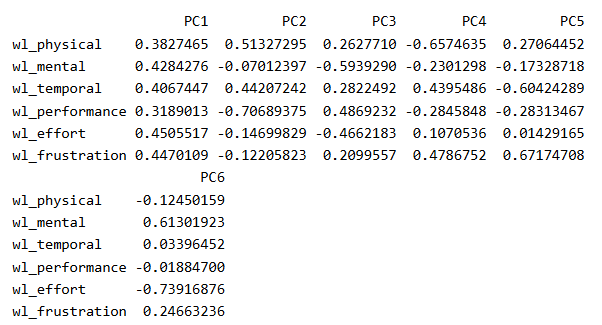 PC1 PC2 PC3 PC4 PC5
wl_physical 0.3827465 0.51327295 0.2627710 -0.6574635 0.27064452
wl_mental 0.4284276 -0.07012397 -0.5939290 -0.2301298 -0.17328718
wl_temporal 0.4067447 0.44207242 0.2822492 0.4395486 -0.60424289
wl_performance 0.3189013 -0.70689375 0.4869232 -0.2845848 -0.28313467
wl_effort 0.4505517 -0.14699829 -0.4662183 0.1070536 0.01429165
wl_frustration 0.4470109 -0.12205823 0.2099557 0.4786752 0.67174708
PC6
wl_physical -0.12450159
wl_mental 0.61301923
wl_temporal 0.03396452
wl_performance -0.01884700
wl_effort -0.73916876
wl_frustration 0.24663236